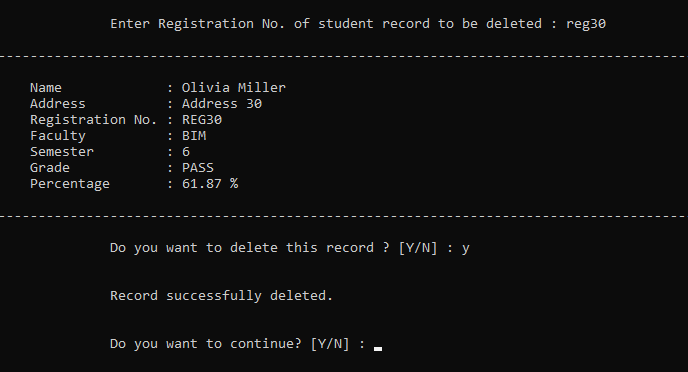 Enter Registration No. of student record to be deleted : reg30
--------------------------------------------------------------------------------------
Name : Olivia Miller
Address : Address 30
Registration No. : REG30
Faculty : BIM
Semester : 6
Grade : PASS
Percentage : 61.87 %
--------------------------------------------------------------------------------------
Do you want to delete this record ? [Y/N] : y
Record successfully deleted.
Do you want to continue? [Y/N] :